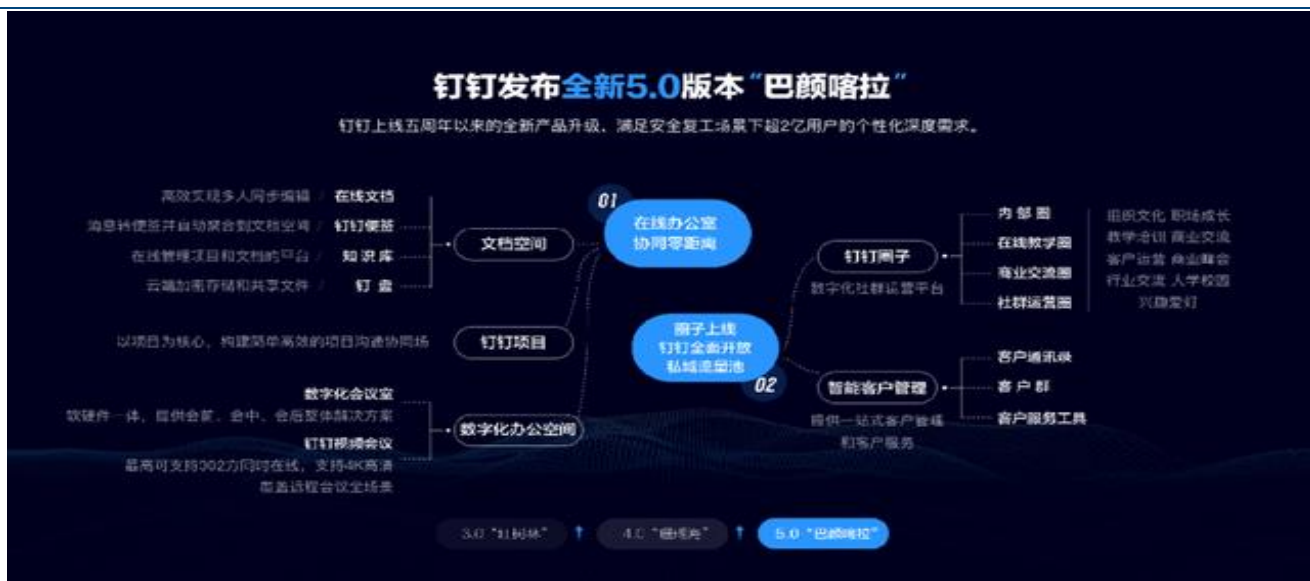 钉钉发布全新5.0版本“巴颜喀拉”
钉钉上线五周年以来的全新产品升级，满足安全复工场景下超2亿用户的个性化深度需求。
01
在线办公室
协同零距离
文档空间
高效实现多人同步编辑 / 在线文档
消息转便签并自动聚合到文档空间 / 钉钉便签
在线管理项目和文档的平台 / 知识库
云端加密存储和共享文件 / 钉盘
钉钉项目
以项目为核心，构建简单高效的项目沟通协同场
数字化办公空间
数字化会议室
软硬件一体，提供会前、会中、会后整体解决方案
钉钉视频会议
最高可支持302方同时在线，支持4K高清
覆盖远程会议全场景
圈子上线
钉钉全面开放
私域流量池
02
钉钉圈子
数字化社群运营平台
内部圈
在线教学圈
商业交流圈
社群运营圈
组织文化 职场成长
教学培训 商业交流
客户运营 商业峰会
行业交流 大学校园
兴趣爱好
智能客户管理
提供一站式客户管理
和客户服务
客户通讯录
客户群
客户服务工具
3.0 “红树林” ↑ 4.0 ↑ 5.0 “巴颜喀拉”